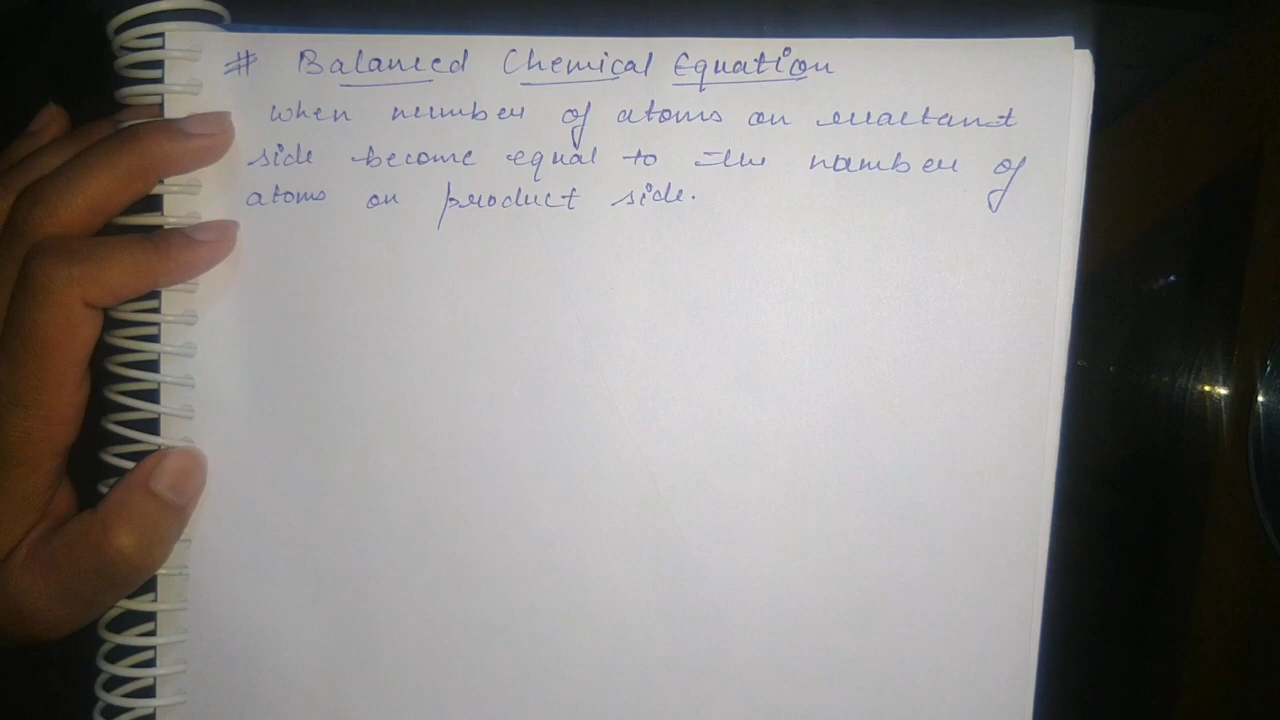 # Balanced Chemical Equation
when number of atoms on reactant
side become equal to the number of
atoms on product side.